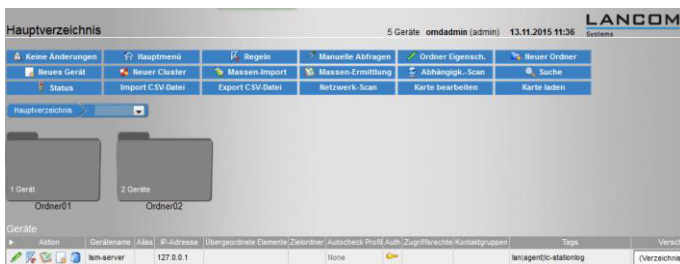 Hauptverzeichnis
5 Geräte omdadmin (admin) 13.11.2015 11:36
LANCOM
Systems
Keine Änderungen Hauptmenü Regeln Manuelle Abfragen Ordner Eigensch. Neuer Ordner
Neues Gerät Neuer Cluster Massen-Import Massen-Ermittlung Abhängigk.-Scan Suche
Status Import CSV-Datei Export CSV-Datei Netzwerk-Scan Karte bearbeiten Karte laden
Hauptverzeichnis
1 Gerät 2 Geräte
Ordner01 Ordner02
Geräte
Aktion Gerätename Alias IP-Adresse Übergeordnete Elemente Zielordner Autocheck Profil Auth Zugriffsrechte Kontaktgruppen Tags Versch
lsm-server 127.0.0.1 None lan|agent|lc-stationlog (Verzeichnis